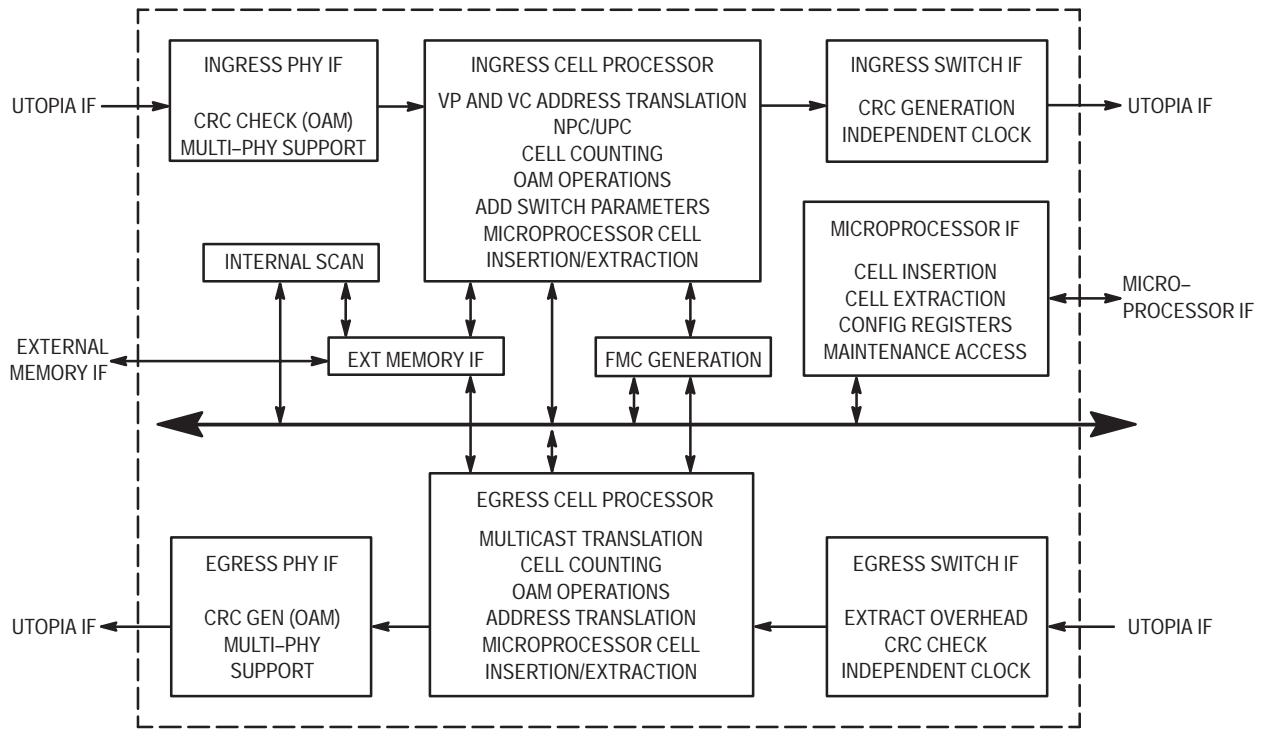 INGRESS PHY IF
CRC CHECK (OAM)
MULTI–PHY SUPPORT
INGRESS CELL PROCESSOR
VP AND VC ADDRESS TRANSLATION
NPC/UPC
CELL COUNTING
OAM OPERATIONS
ADD SWITCH PARAMETERS
MICROPROCESSOR CELL
INSERTION/EXTRACTION
INGRESS SWITCH IF
CRC GENERATION
INDEPENDENT CLOCK
UTOPIA IF
UTOPIA IF
MICROPROCESSOR IF
CELL INSERTION
CELL EXTRACTION
CONFIG REGISTERS
MAINTENANCE ACCESS
MICRO–
PROCESSOR IF
INTERNAL SCAN
EXTERNAL
MEMORY IF
EXT MEMORY IF
FMC GENERATION
EGRESS CELL PROCESSOR
MULTICAST TRANSLATION
CELL COUNTING
OAM OPERATIONS
ADDRESS TRANSLATION
MICROPROCESSOR CELL
INSERTION/EXTRACTION
EGRESS PHY IF
CRC GEN (OAM)
MULTI–PHY
SUPPORT
EGRESS SWITCH IF
EXTRACT OVERHEAD
CRC CHECK
INDEPENDENT CLOCK
UTOPIA IF
UTOPIA IF